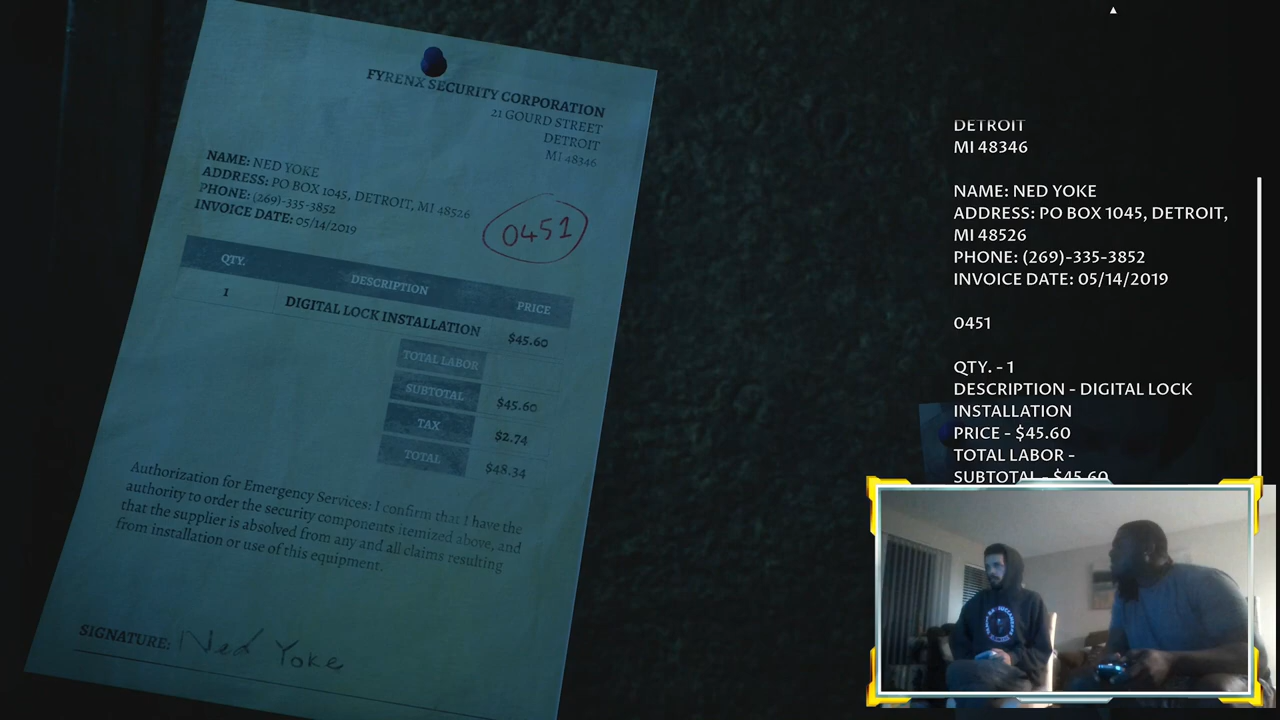 FYRENX SECURITY CORPORATION
21 GOURD STREET
DETROIT
MI 48346
NAME: NED YOKE
ADDRESS: PO BOX 1045, DETROIT, MI 48526
PHONE: (269)-335-3852
INVOICE DATE: 05/14/2019
0451
QTY. DESCRIPTION PRICE
1 DIGITAL LOCK INSTALLATION $45.60
TOTAL LABOR
SUBTOTAL $45.60
TAX $2.74
TOTAL $48.34
Authorization for Emergency Services: I confirm that I have the
authority to order the security components itemized above, and
that the supplier is absolved from any and all claims resulting
from installation or use of this equipment.
SIGNATURE: Ned Yoke
DETROIT
MI 48346
NAME: NED YOKE
ADDRESS: PO BOX 1045, DETROIT,
MI 48526
PHONE: (269)-335-3852
INVOICE DATE: 05/14/2019
0451
QTY. - 1
DESCRIPTION - DIGITAL LOCK
INSTALLATION
PRICE - $45.60
TOTAL LABOR -
SUBTOTAL - $45.60